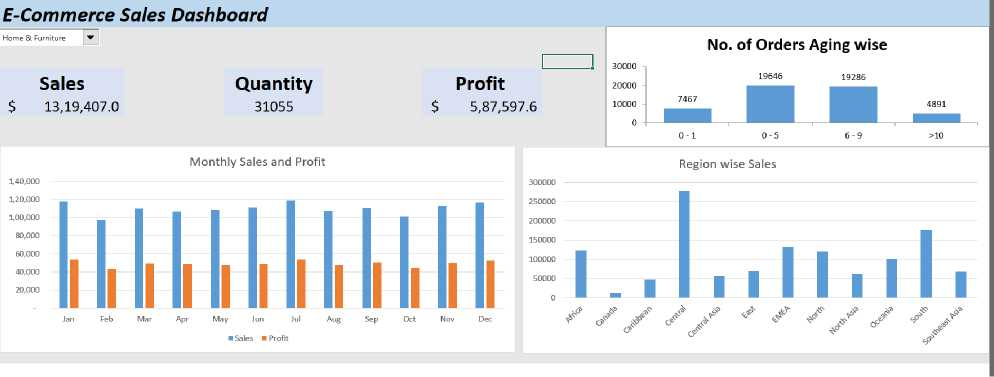 E-Commerce Sales Dashboard
Home & Furniture
Sales
$ 13,19,407.0
Quantity
31055
Profit
$ 5,87,597.6
No. of Orders Aging wise
30000
20000
10000
0
7467
19646
19286
4891
0 - 1
0 - 5
6 - 9
>10
Monthly Sales and Profit
1,40,000
1,20,000
1,00,000
80,000
60,000
40,000
20,000
-
Jan Feb Mar Apr May Jun Jul Aug Sep Oct Nov Dec
Sales Profit
Region wise Sales
300000
250000
200000
150000
100000
50000
0
Africa
Canada
Caribbean
Central
Central Asia
East
EMEA
North
North Asia
Oceania
South
Southeast Asia